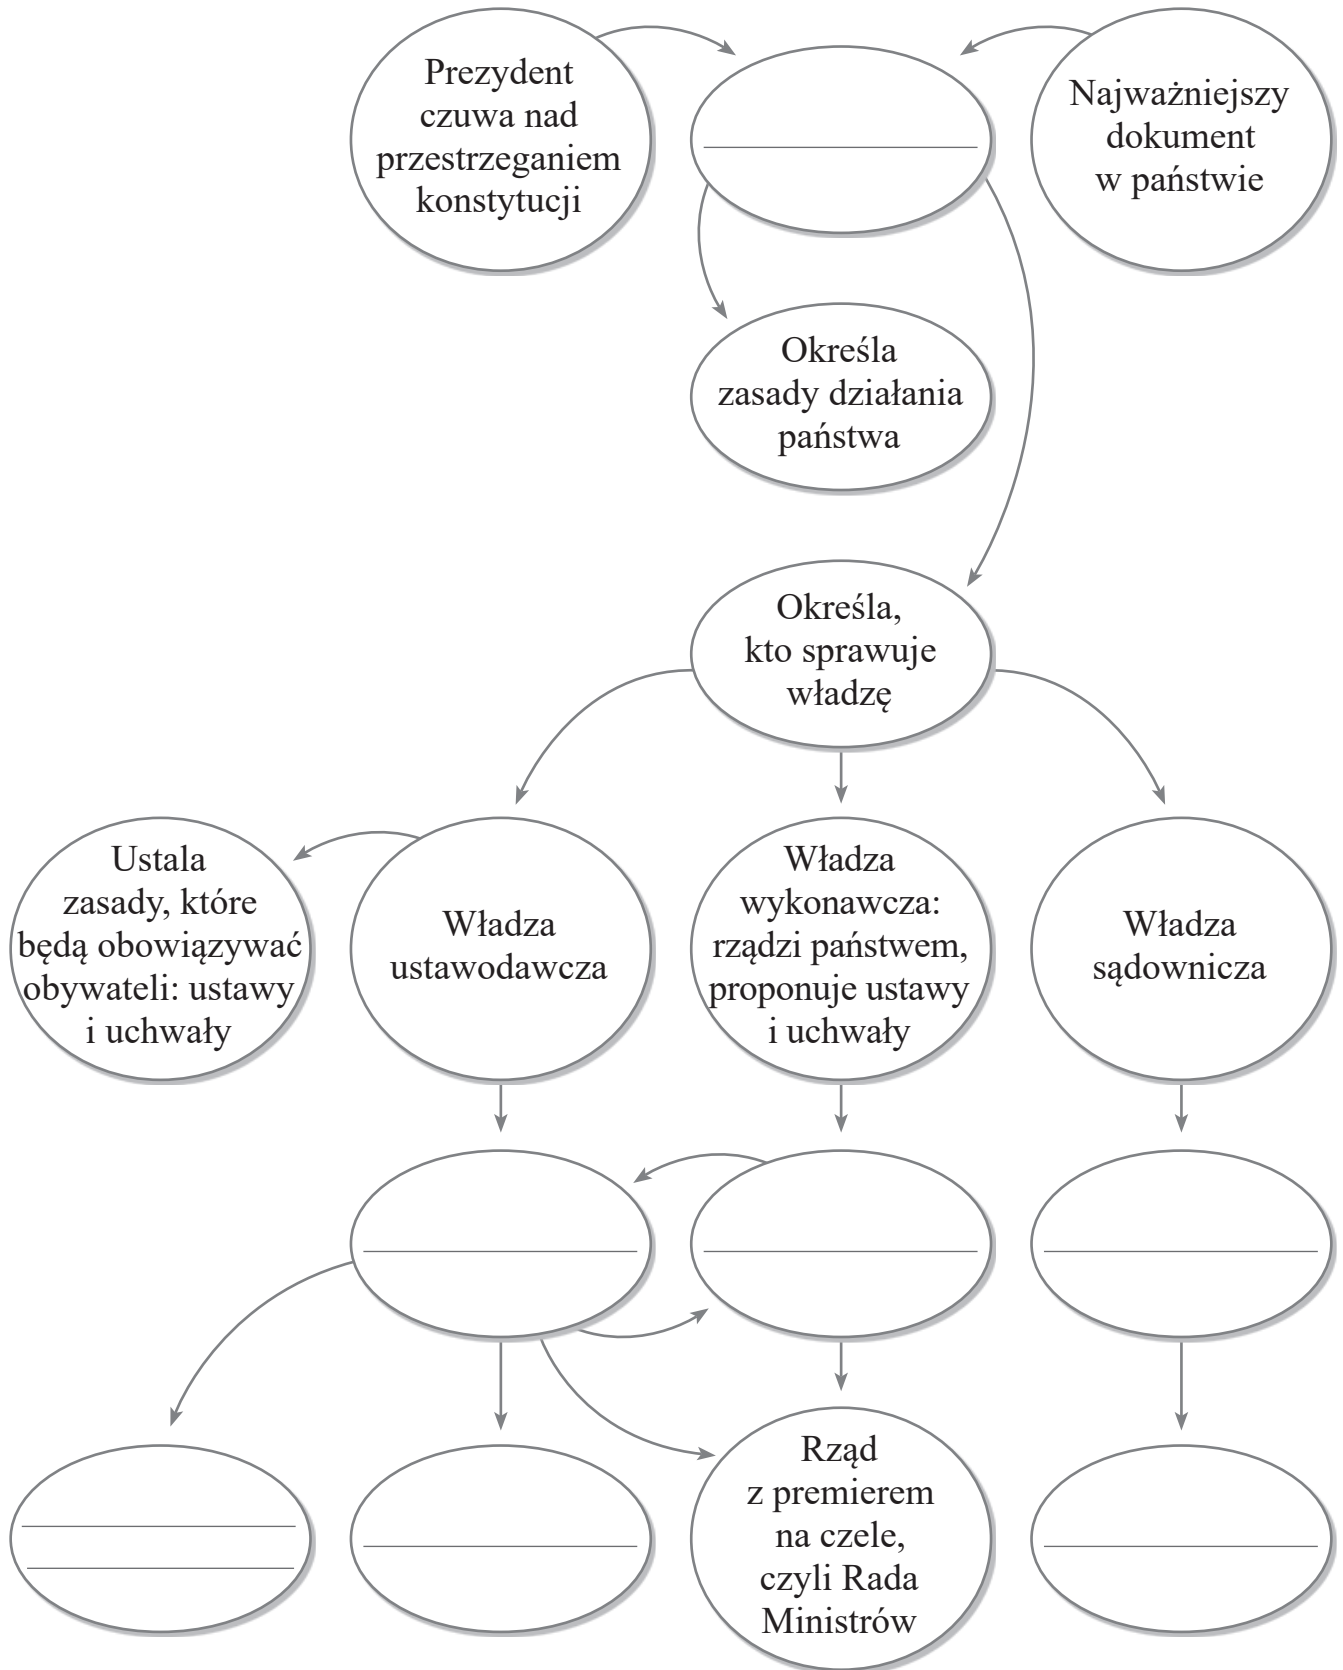 Prezydent
czuwa nad
przestrzeganiem
konstytucji
Najważniejszy
dokument
w państwie
Określa
zasady działania
państwa
Określa,
kto sprawuje
władzę
Ustala
zasady, które
będą obowiązywać
obywateli: ustawy
i uchwały
Władza
ustawodawcza
Władza
wykonawcza:
rządzi państwem,
proponuje ustawy
i uchwały
Władza
sądownicza
Rząd
z premierem
na czele,
czyli Rada
Ministrów